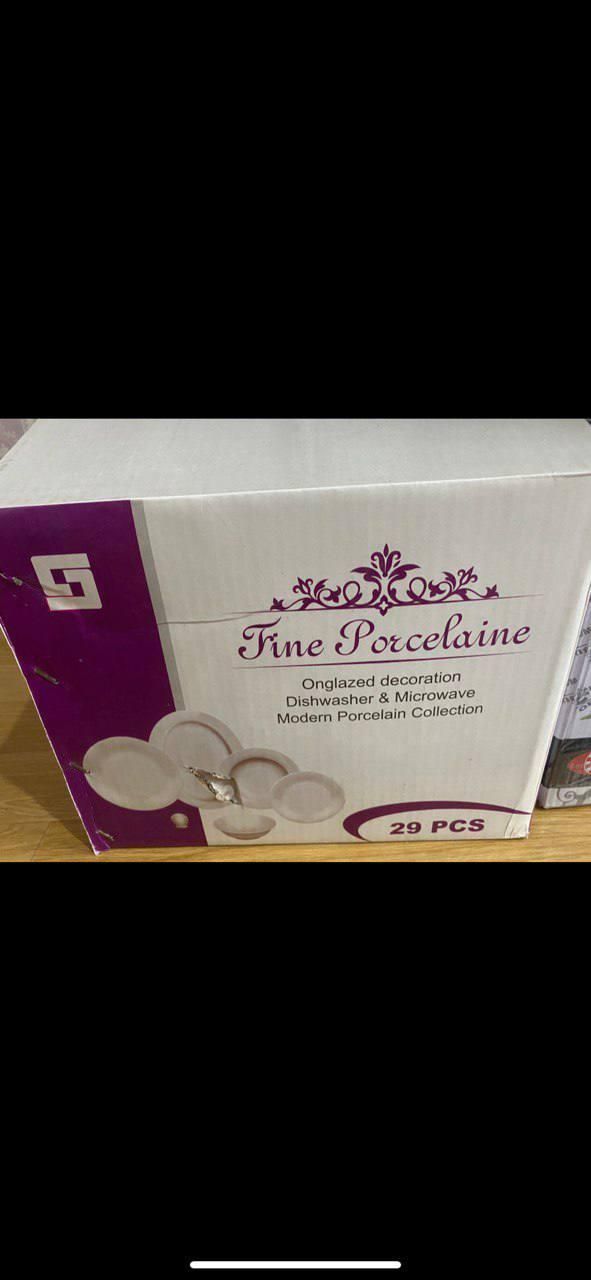 Fine Porcelaine
Onglazed decoration
Dishwasher & Microwave
Modern Porcelain Collection
29 PCS